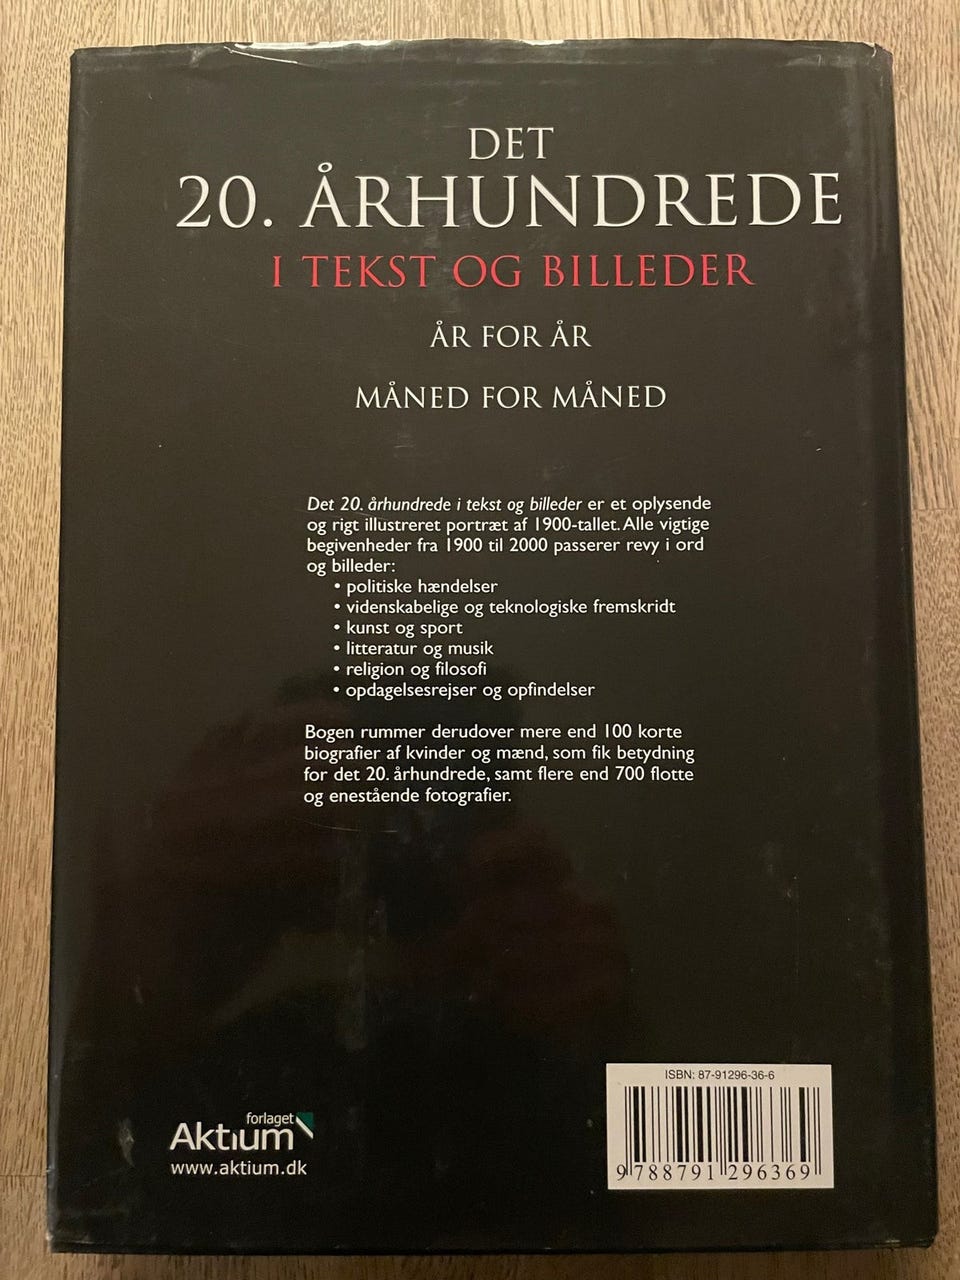 DET
20. ÅRHUNDREDE
I TEKST OG BILLEDER
ÅR FOR ÅR
MÅNED FOR MÅNED
Det 20. århundrede i tekst og billeder er et oplysende
og rigt illustreret portræt af 1900-tallet. Alle vigtige
begivenheder fra 1900 til 2000 passerer revy i ord
og billeder:
• politiske hændelser
• videnskabelige og teknologiske fremskridt
• kunst og sport
• litteratur og musik
• religion og filosofi
• opdagelsesrejser og opfindelser
Bogen rummer derudover mere end 100 korte
biografier af kvinder og mænd, som fik betydning
for det 20. århundrede, samt flere end 700 flotte
og enestående fotografier.
forlaget
Aktium
www.aktium.dk
ISBN: 87-91296-36-6
9 788791 296369